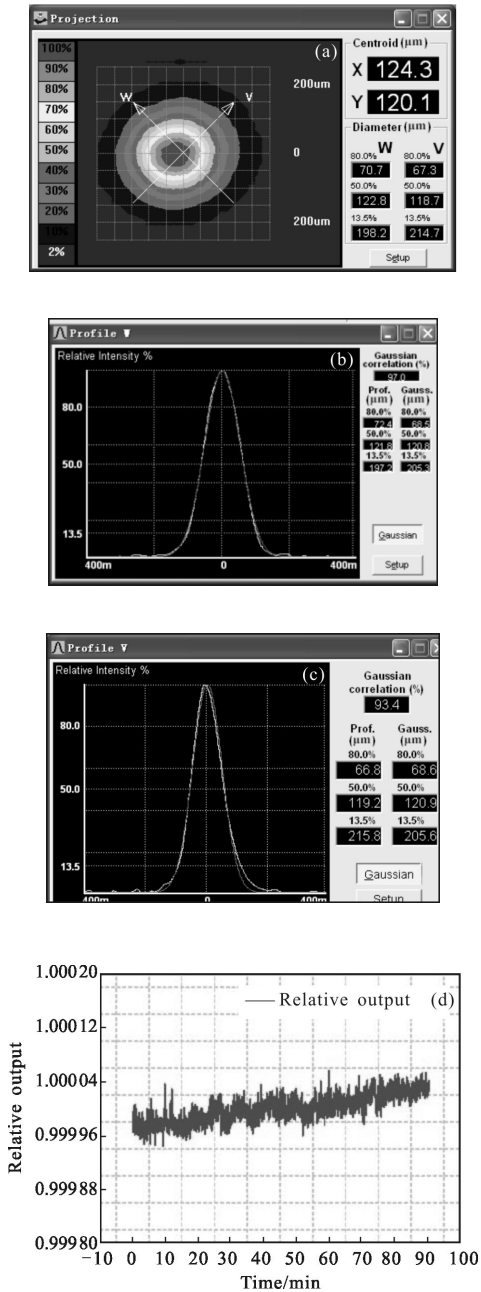 Projection
(a)
100%
90%
80%
70%
60%
50%
40%
30%
20%
10%
2%
W
V
200um
0
200um
Centroid (μm)
X 124.3
Y 120.1
Diameter (μm)
W V
80.0% 80.0%
70.7 67.3
50.0% 50.0%
122.8 118.7
13.5% 13.5%
198.2 214.7
Setup
Profile W
Relative Intensity %
(b)
80.0
50.0
13.5
400m 0 400m
Gaussian
correlation (%)
97.0
Prof. Gauss.
(μm) (μm)
80.0% 80.0%
72.4 68.5
50.0% 50.0%
121.8 120.8
13.5% 13.5%
197.2 205.3
Gaussian
Setup
Profile V
Relative Intensity %
(c)
80.0
50.0
13.5
400m 0 400m
Gaussian
correlation (%)
93.4
Prof. Gauss.
(μm) (μm)
80.0% 80.0%
66.8 68.6
50.0% 50.0%
119.2 120.9
13.5% 13.5%
215.8 205.6
Gaussian
Setup
1.00020
1.00012
1.00004
0.99996
0.99988
0.99980
Relative output
Relative output (d)
-10 0 10 20 30 40 50 60 70 80 90 100
Time/min